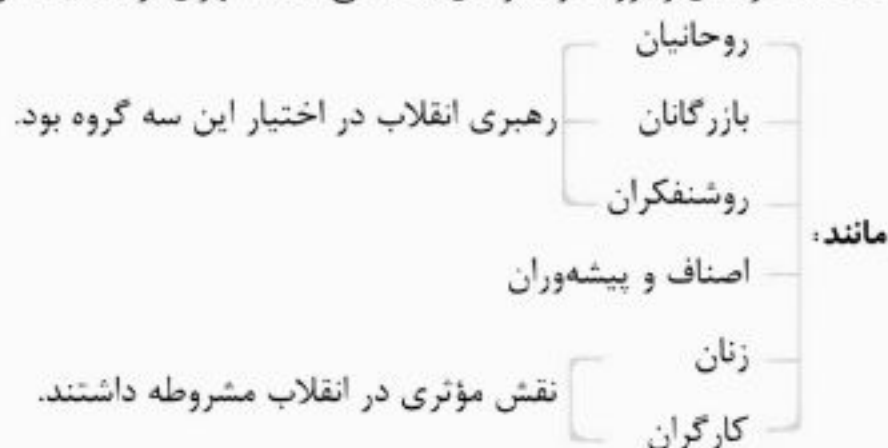 روحانیان
بازرگانان
رهبری انقلاب در اختیار این سه گروه بود.
روشنفکران
مانند:
اصناف و پیشه‌وران
زنان
نقش مؤثری در انقلاب مشروطه داشتند.
کارگران